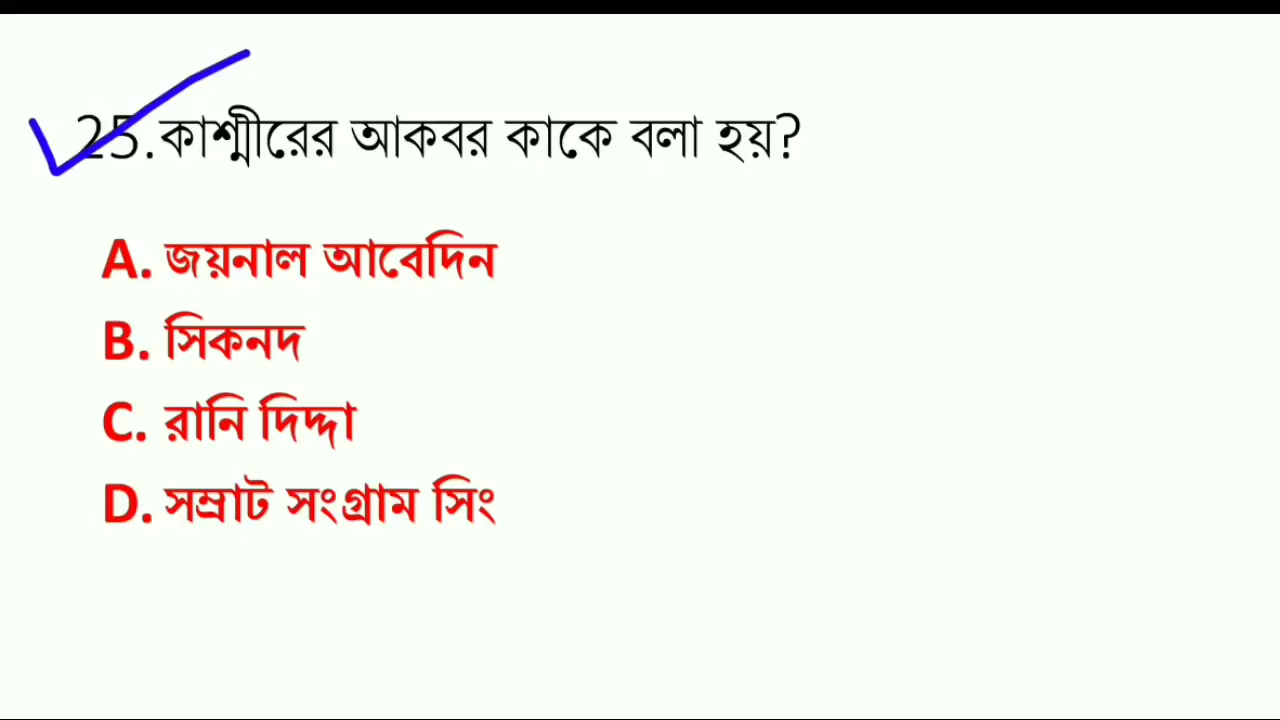 25.কাশ্মীরের আকবর কাকে বলা হয়?
A. জয়নাল আবেদিন
B. সিকনদ
C. রানি দিদ্দা
D. সম্রাট সংগ্রাম সিং